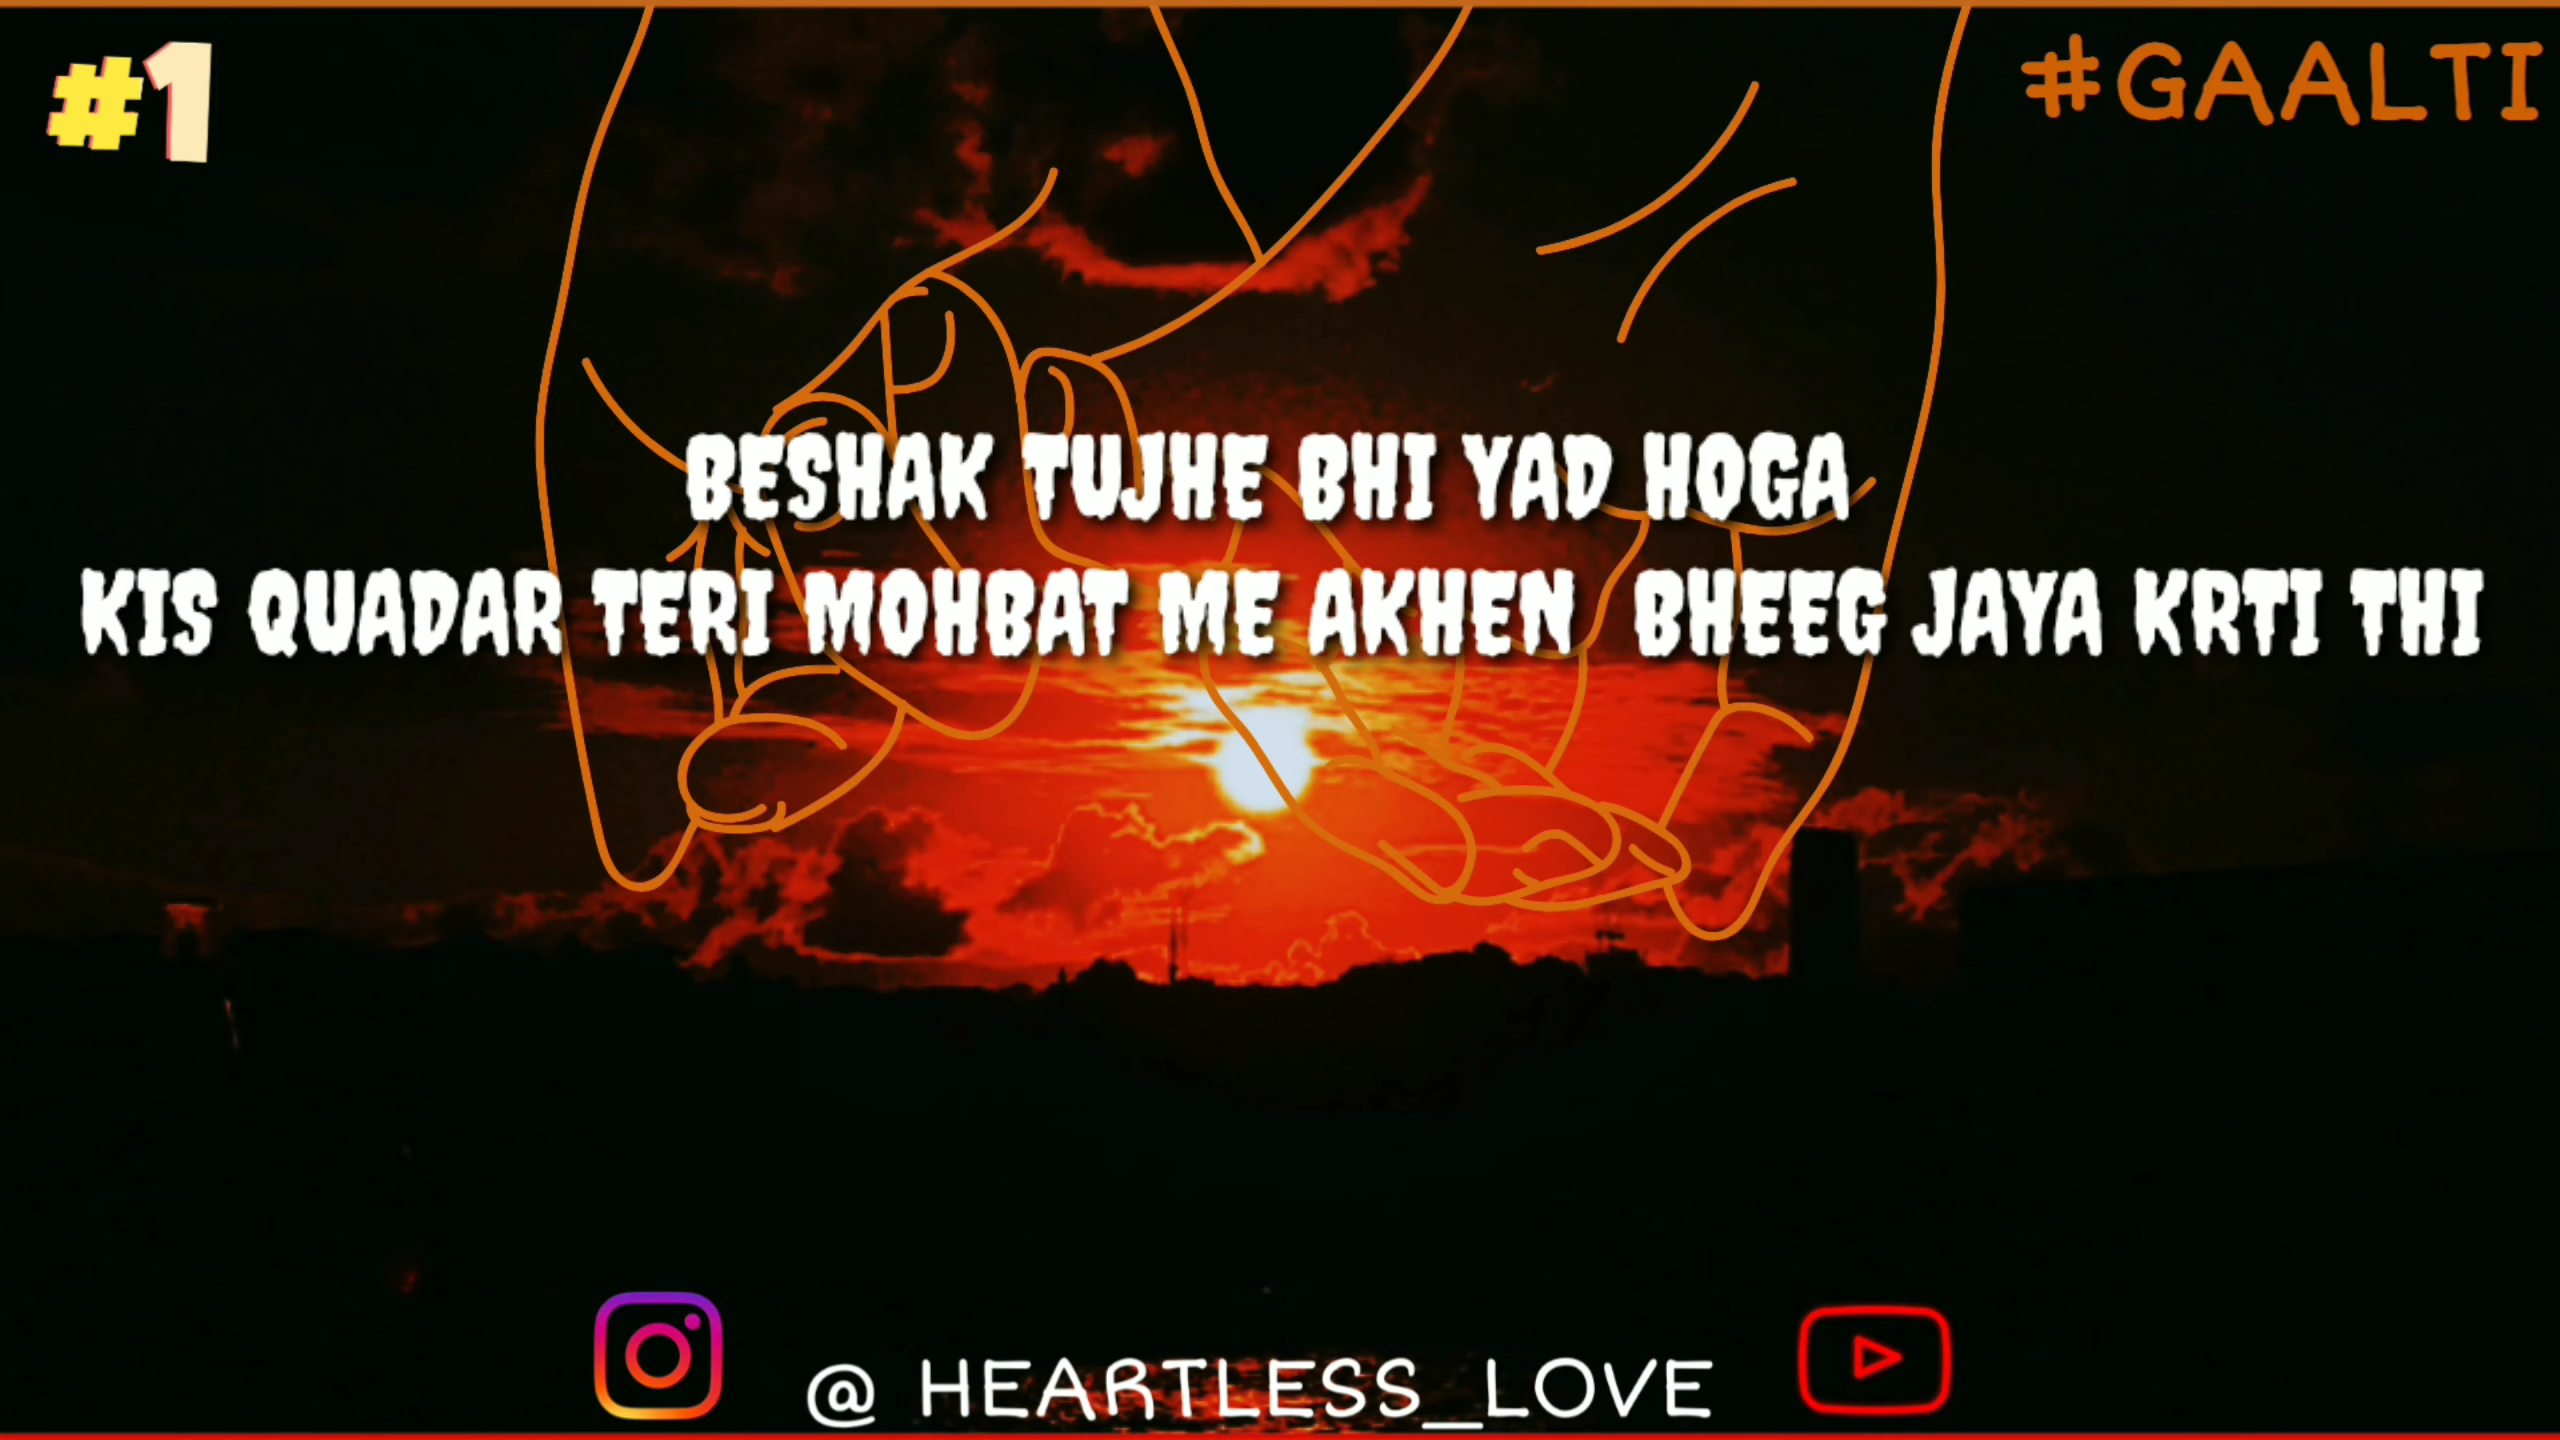 #1
#GAALTI
BESHAK TUJHE BHI YAD HOGA
KIS QUADAR TERI MOHBAT ME AKHEN BHEEG JAYA KRTI THI
@ HEARTLESS_LOVE